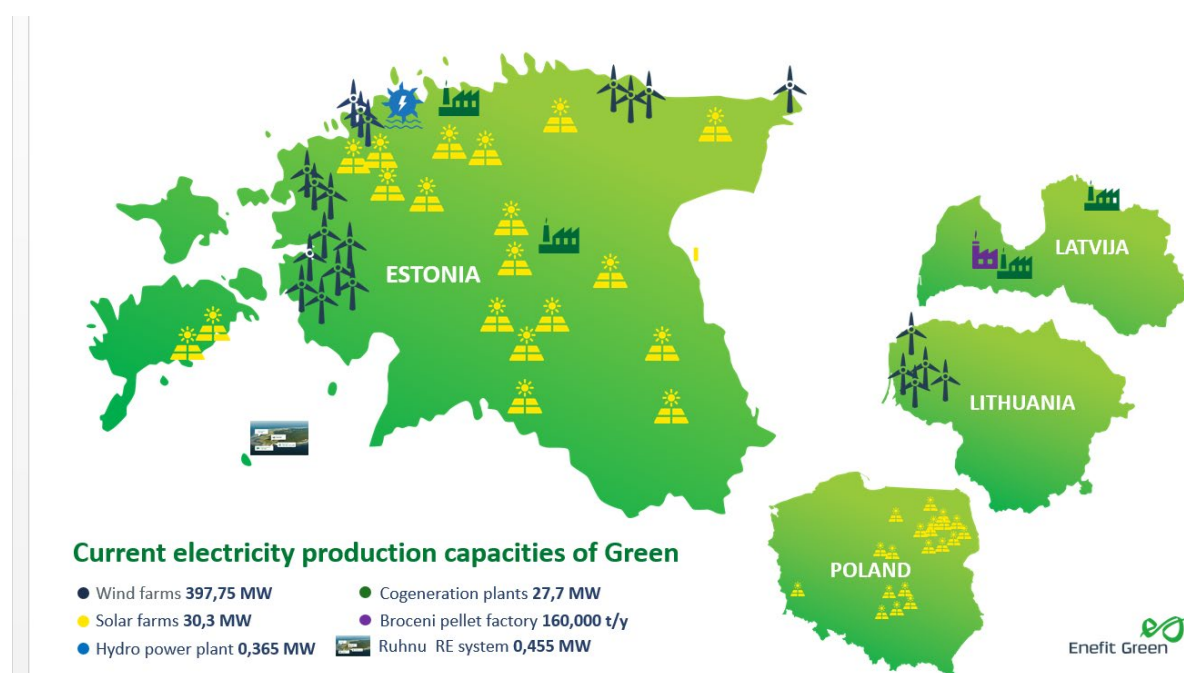 ESTONIA
LATVIJA
LITHUANIA
POLAND
Current electricity production capacities of Green
Wind farms 397,75 MW
Solar farms 30,3 MW
Hydro power plant 0,365 MW
Cogeneration plants 27,7 MW
Broceni pellet factory 160,000 t/y
Ruhnu RE system 0,455 MW
Enefit Green